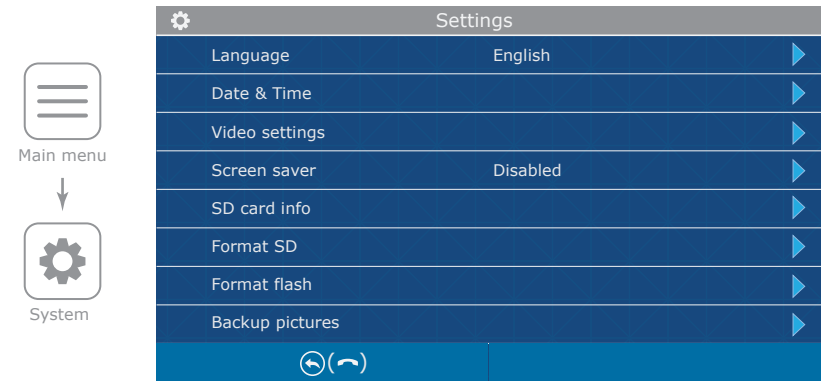 Main menu
System
Settings
Language English
Date & Time
Video settings
Screen saver Disabled
SD card info
Format SD
Format flash
Backup pictures